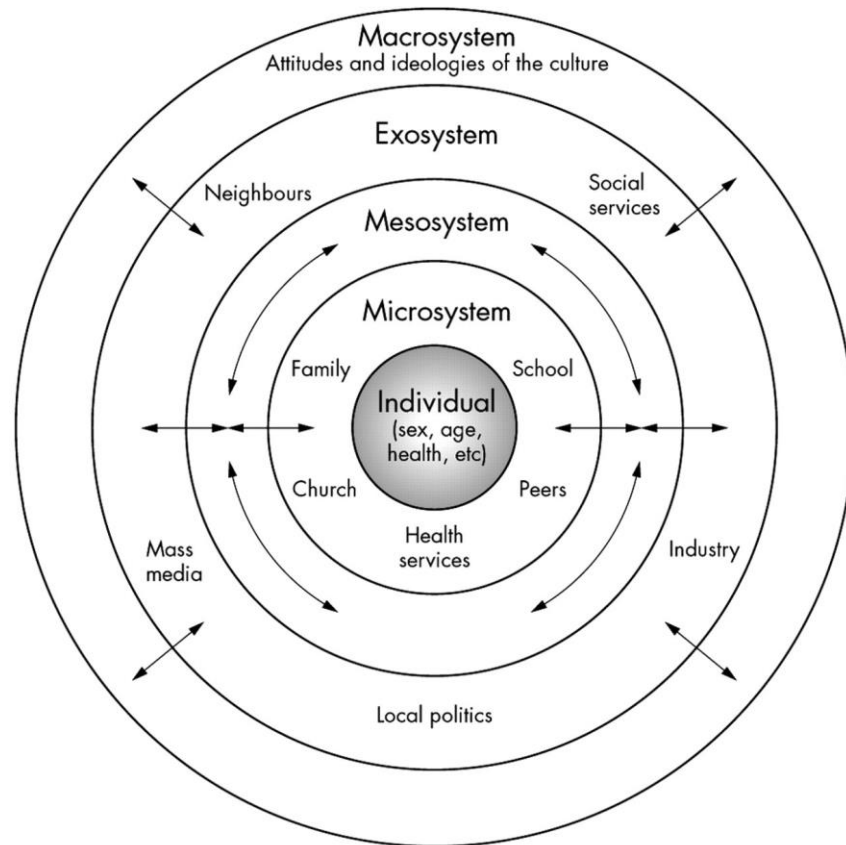 Macrosystem
Attitudes and ideologies of the culture
Exosystem
Neighbours
Social
services
Mesosystem
Microsystem
Family
School
Individual
(sex, age,
health, etc)
Church
Peers
Health
services
Mass
media
Industry
Local politics